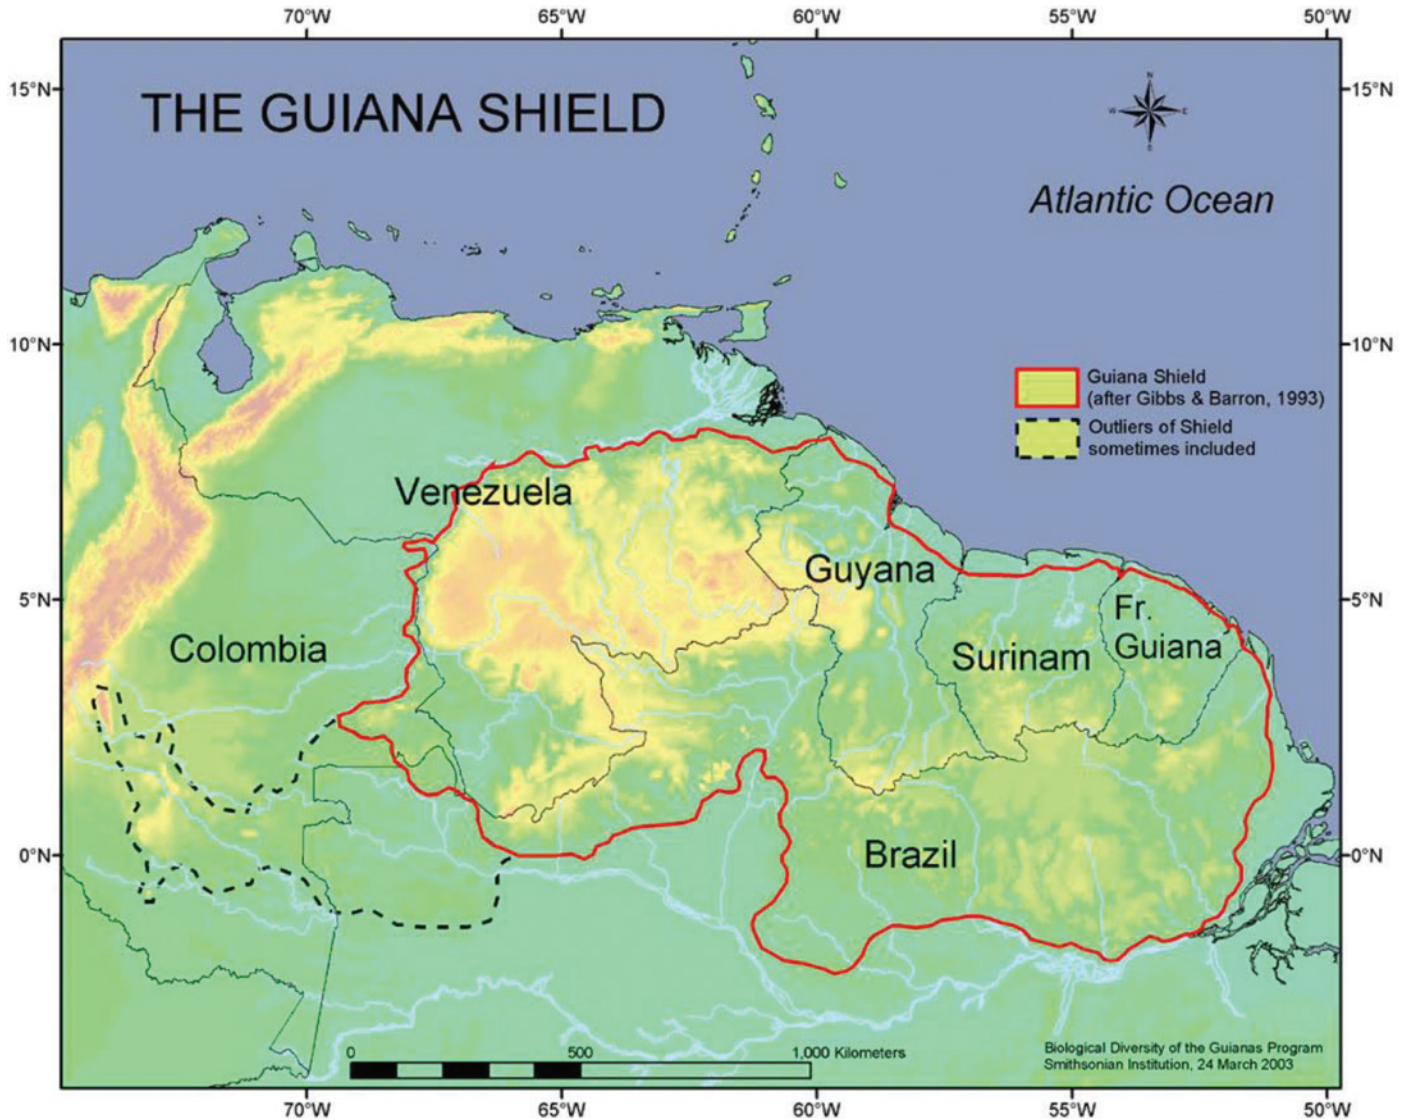 70°W 65°W 60°W 55°W 50°W
15°N 15°N
THE GUIANA SHIELD
N
W E
S
Atlantic Ocean
10°N 10°N
Guiana Shield
(after Gibbs & Barron, 1993)
Outliers of Shield
sometimes included
Venezuela
Guyana
5°N 5°N
Fr.
Guiana
Colombia
Surinam
Brazil
0°N 0°N
0 500 1,000 Kilometers
Biological Diversity of the Guianas Program
Smithsonian Institution, 24 March 2003
70°W 65°W 60°W 55°W 50°W